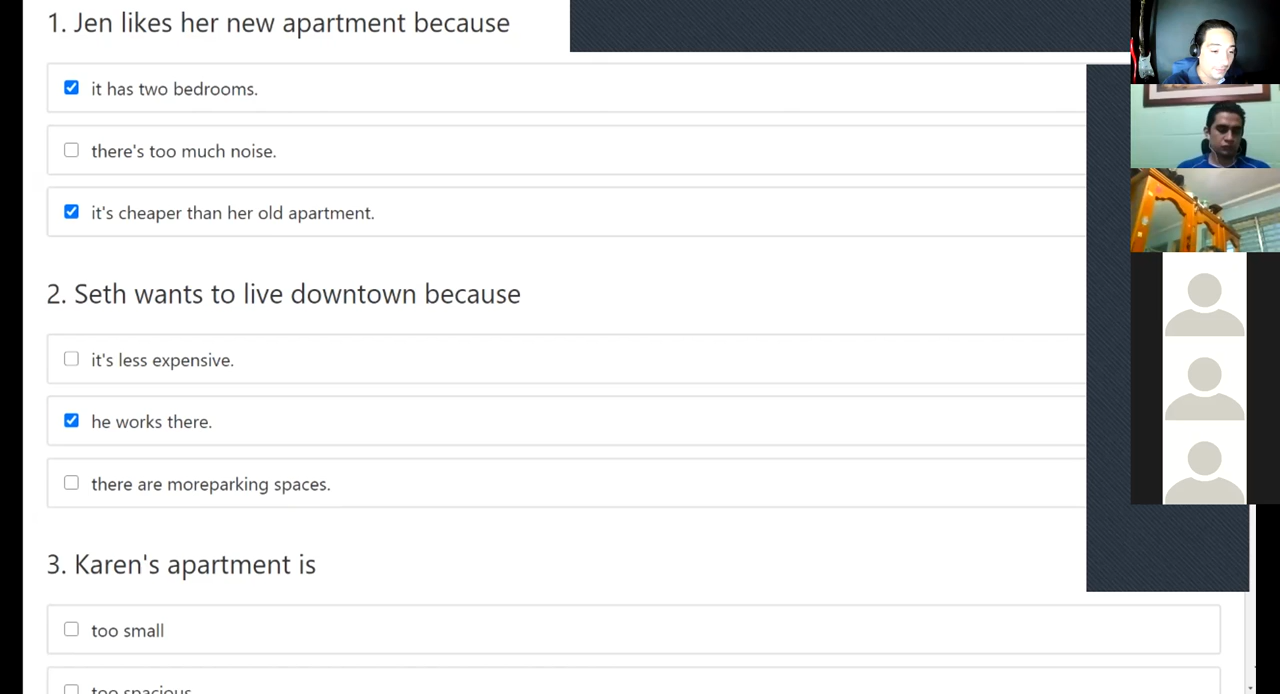 1. Jen likes her new apartment because
it has two bedrooms.
there's too much noise.
it's cheaper than her old apartment.
2. Seth wants to live downtown because
it's less expensive.
he works there.
there are moreparking spaces.
3. Karen's apartment is
too small
too spacious